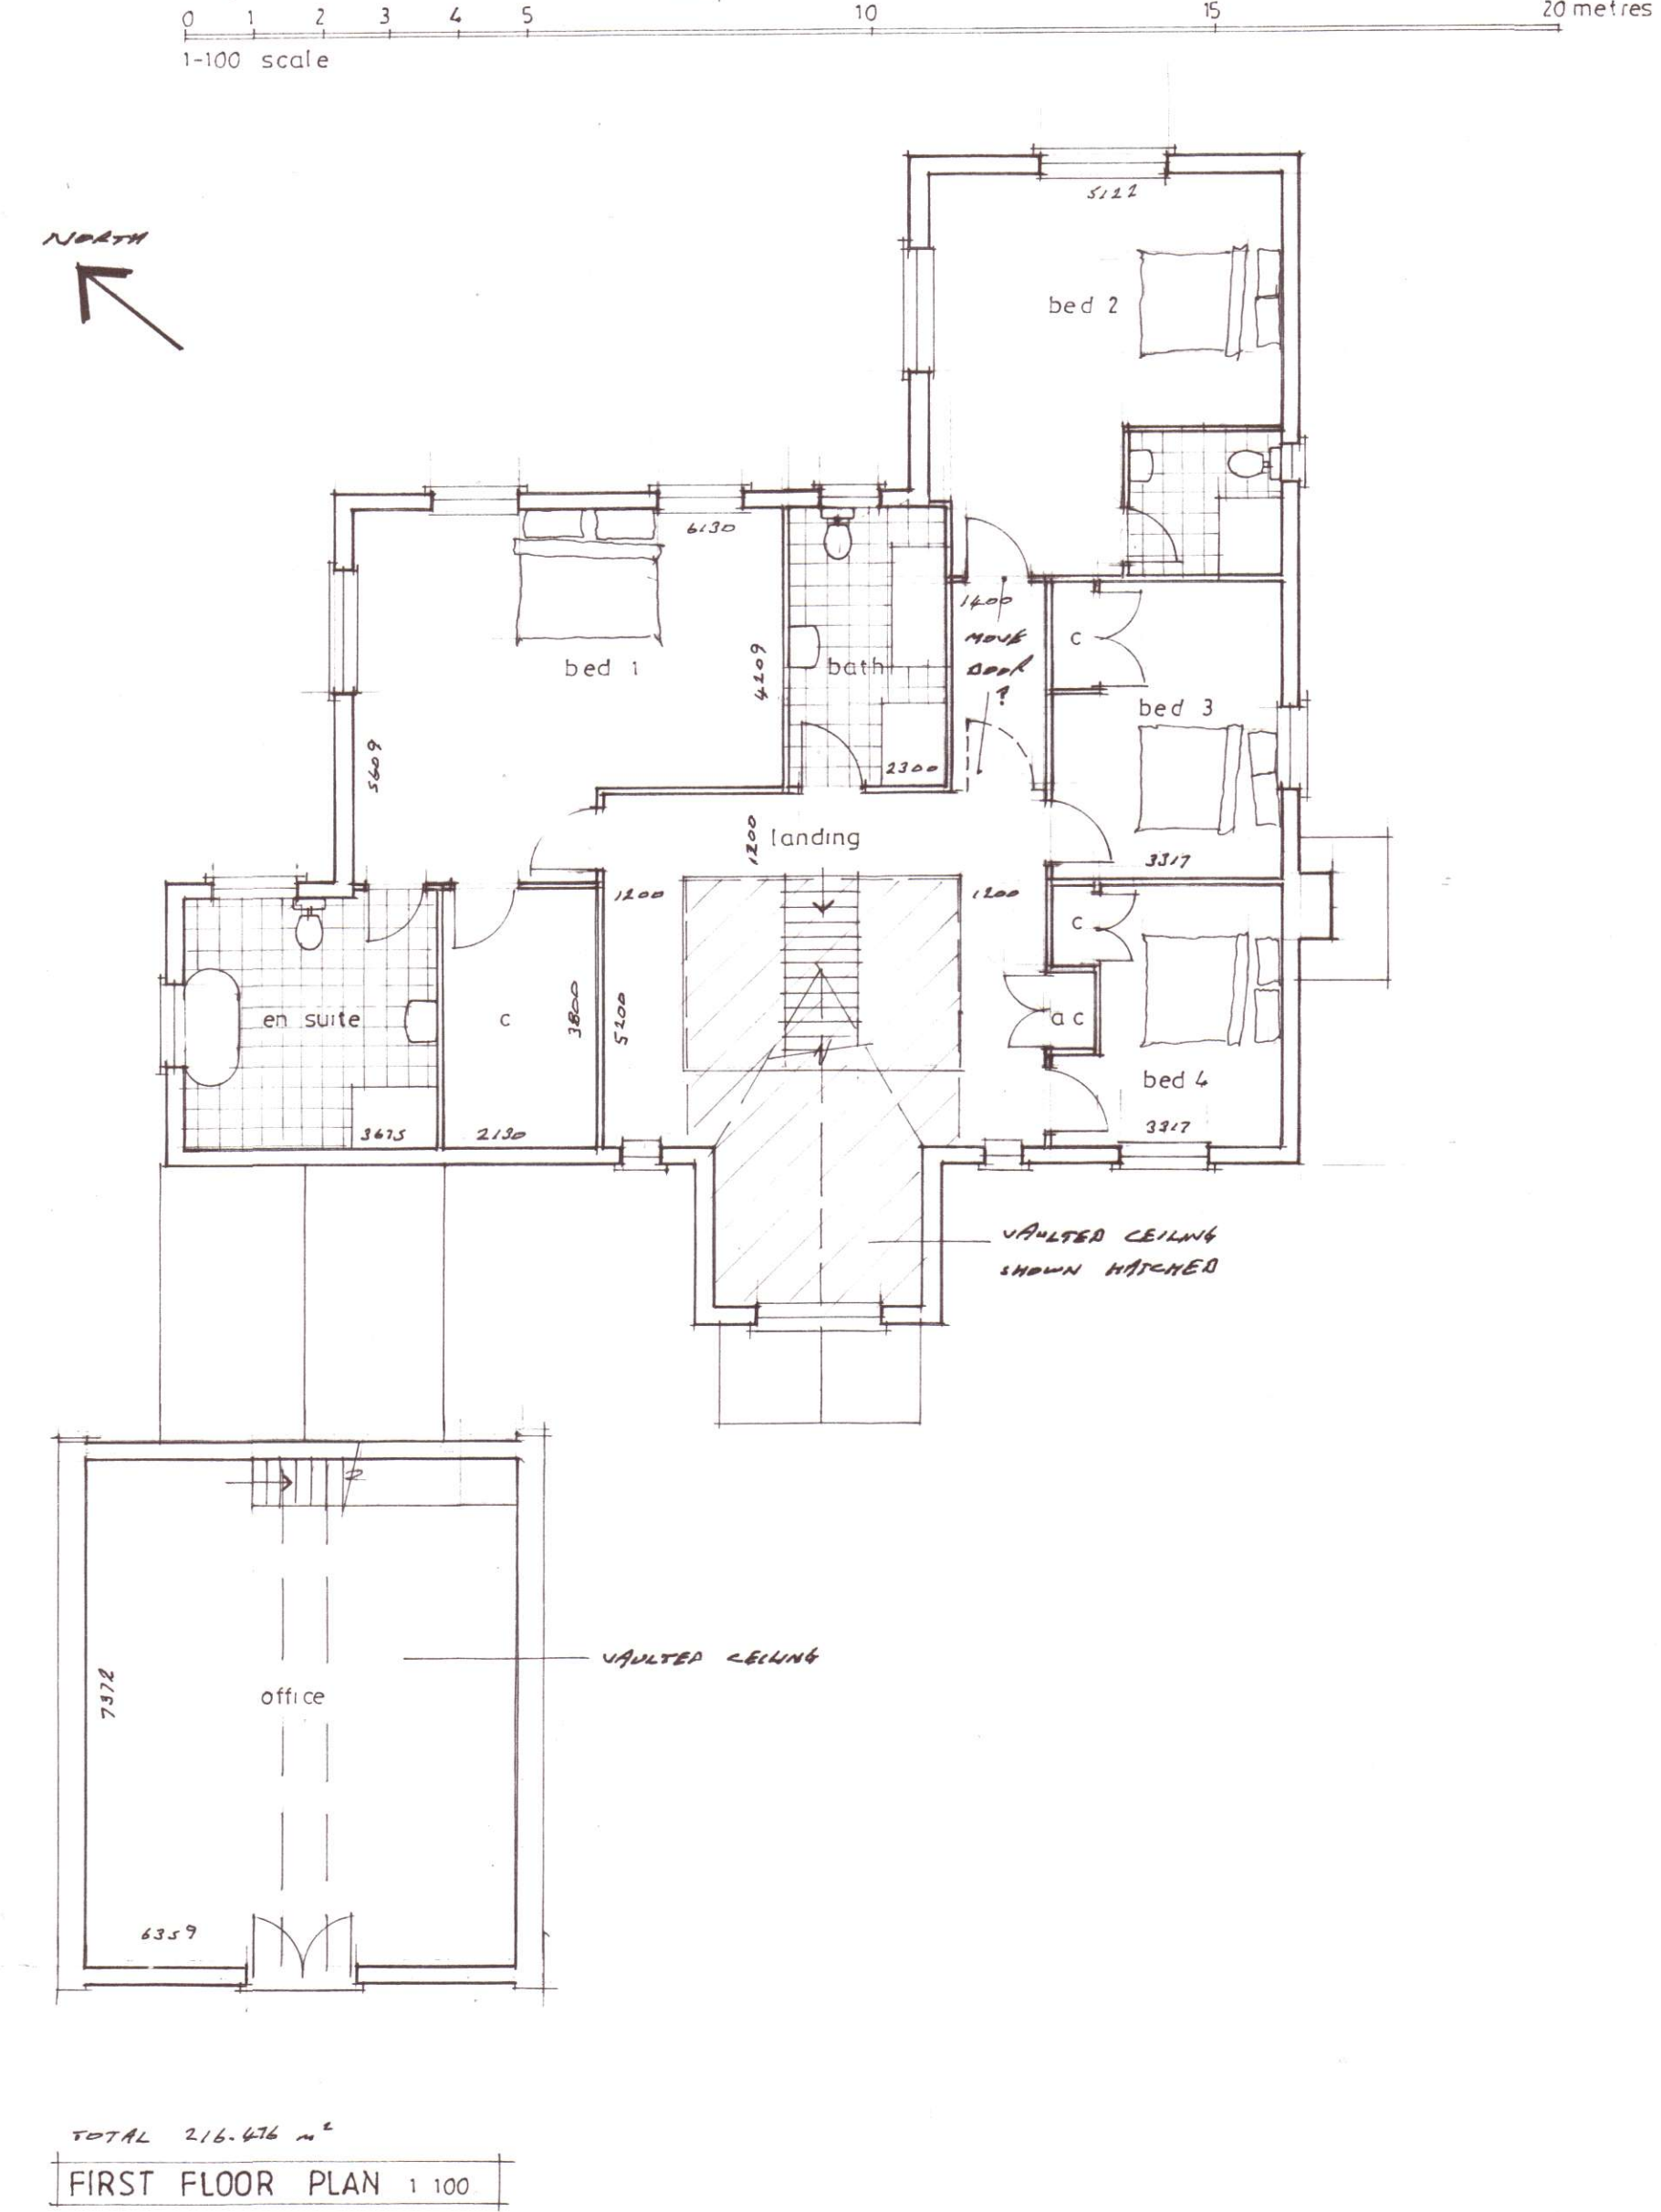 0 1 2 3 4 5 10 15 20 metres
1-100 scale
NORTH
5122
bed 2
6130
bed 1
4209
bath
1400
MOVE
DOOR
?
c
bed 3
5609
2300
1200
landing
3317
1200
1200
c
en suite
c
3800
5200
ac
bed 4
3675
2130
3317
VAULTED CEILING
SHOWN HATCHED
VAULTED CEILING
7372
office
6359
TOTAL 216.476 m²
FIRST FLOOR PLAN 1 100